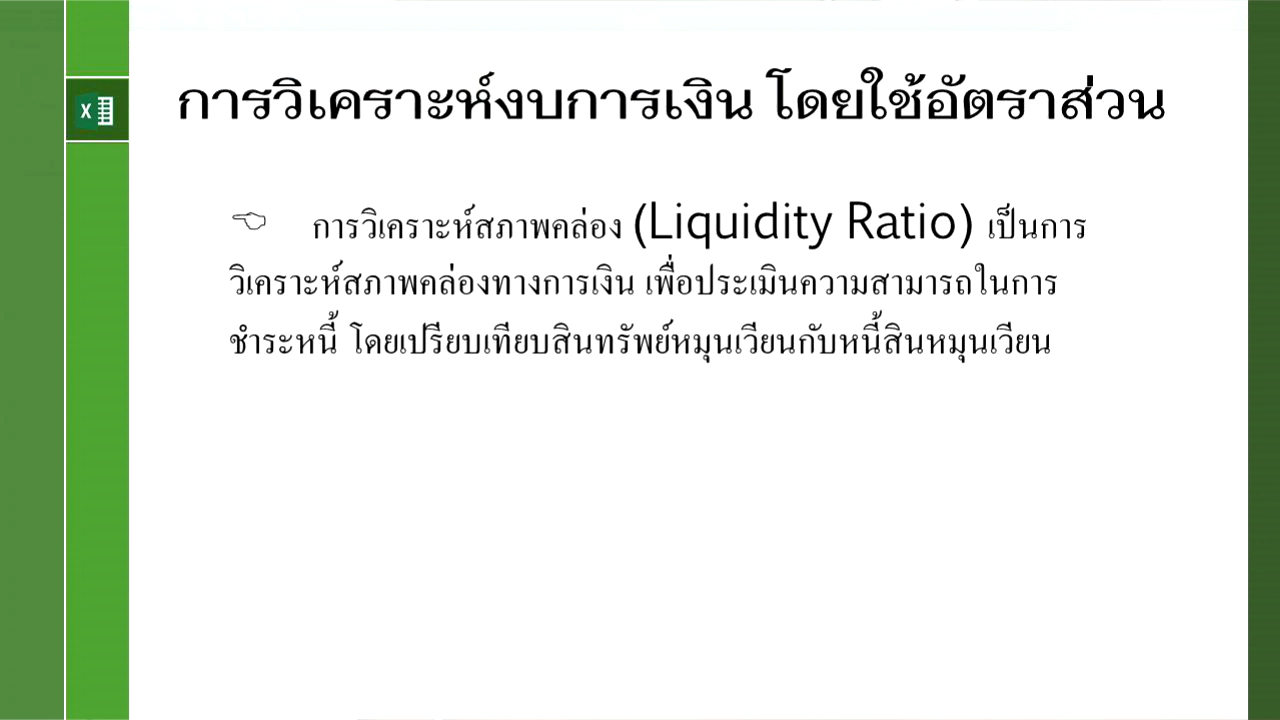 การวิเคราะห์งบการเงิน โดยใช้อัตราส่วน
X
☜ การวิเคราะห์สภาพคล่อง (Liquidity Ratio) เป็นการ
วิเคราะห์สภาพคล่องทางการเงิน เพื่อประเมินความสามารถในการ
ชำระหนี้ โดยเปรียบเทียบสินทรัพย์หมุนเวียนกับหนี้สินหมุนเวียน